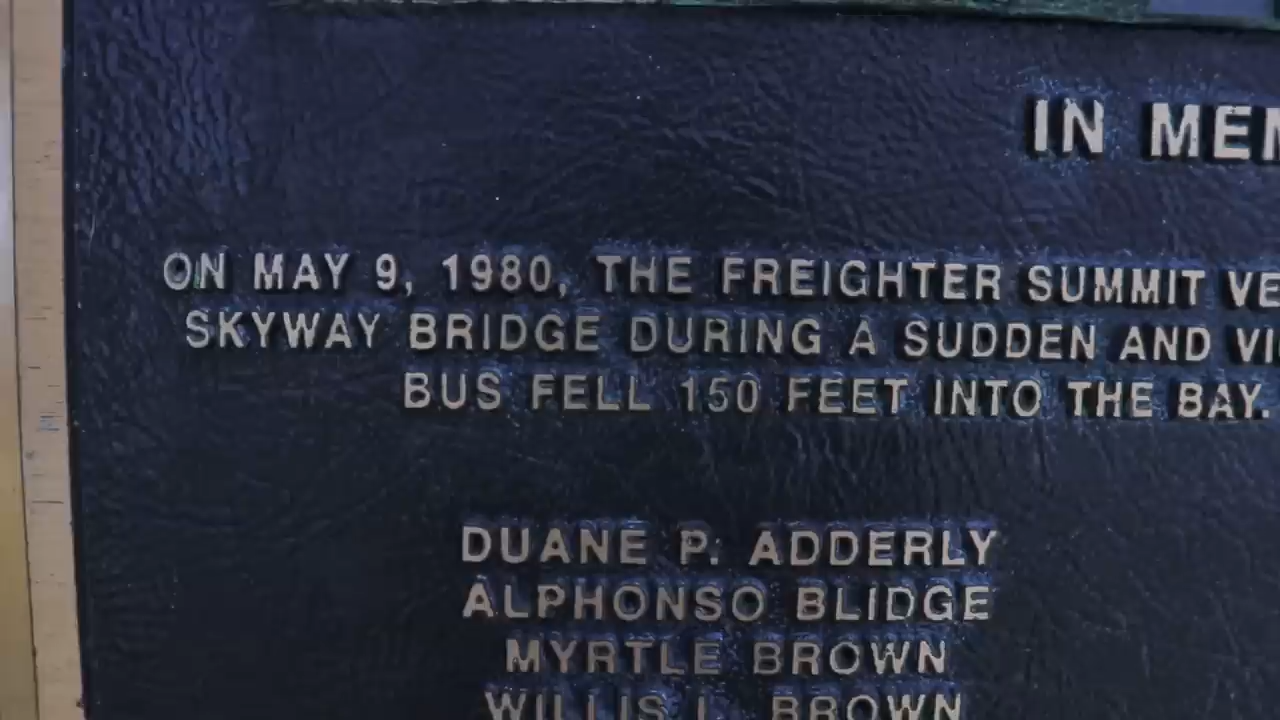 IN MEM
ON MAY 9, 1980, THE FREIGHTER SUMMIT VE
SKYWAY BRIDGE DURING A SUDDEN AND VI
BUS FELL 150 FEET INTO THE BAY.
DUANE P. ADDERLY
ALPHONSO BLIDGE
MYRTLE BROWN
WILLIS L. BROWN